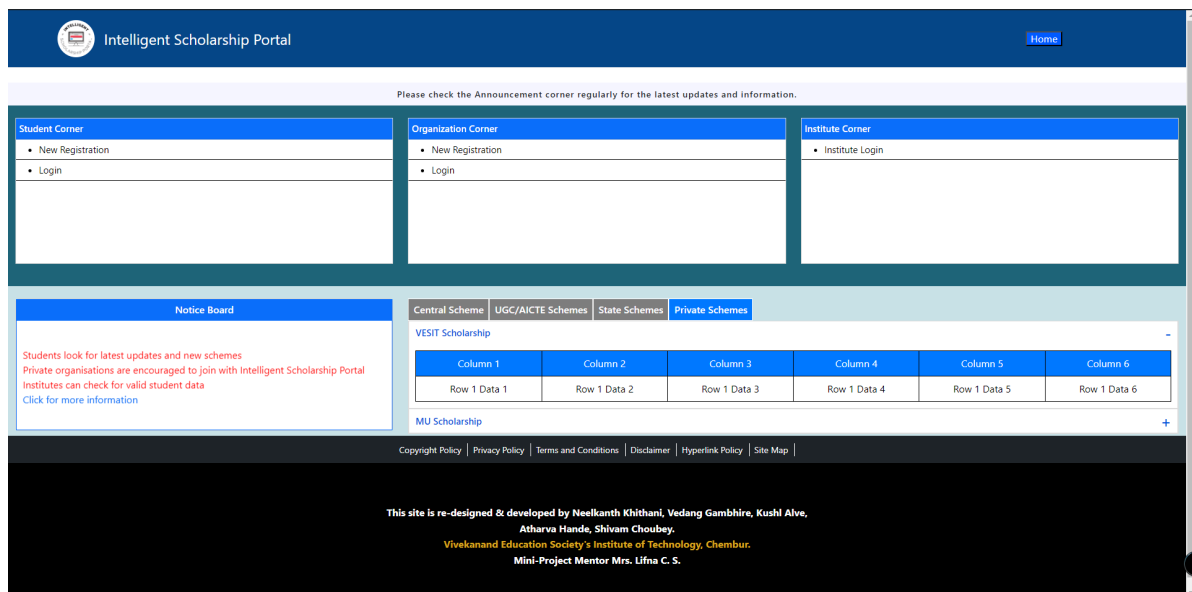 INTELLIGENT
Intelligent Scholarship Portal
Home
Please check the Announcement corner regularly for the latest updates and information.
Student Corner
• New Registration
• Login
Organization Corner
• New Registration
• Login
Institute Corner
• Institute Login
Notice Board
Students look for latest updates and new schemes
Private organisations are encouraged to join with Intelligent Scholarship Portal
Institutes can check for valid student data
Click for more information
Central Scheme UGC/AICTE Schemes State Schemes Private Schemes
VESIT Scholarship -
Column 1 Column 2 Column 3 Column 4 Column 5 Column 6
Row 1 Data 1 Row 1 Data 2 Row 1 Data 3 Row 1 Data 4 Row 1 Data 5 Row 1 Data 6
MU Scholarship +
Copyright Policy | Privacy Policy | Terms and Conditions | Disclaimer | Hyperlink Policy | Site Map |
This site is re-designed & developed by Neelkanth Khithani, Vedang Gambhire, Kushl Alve,
Atharva Hande, Shivam Choubey.
Vivekanand Education Society's Institute of Technology, Chembur.
Mini-Project Mentor Mrs. Lifna C. S.